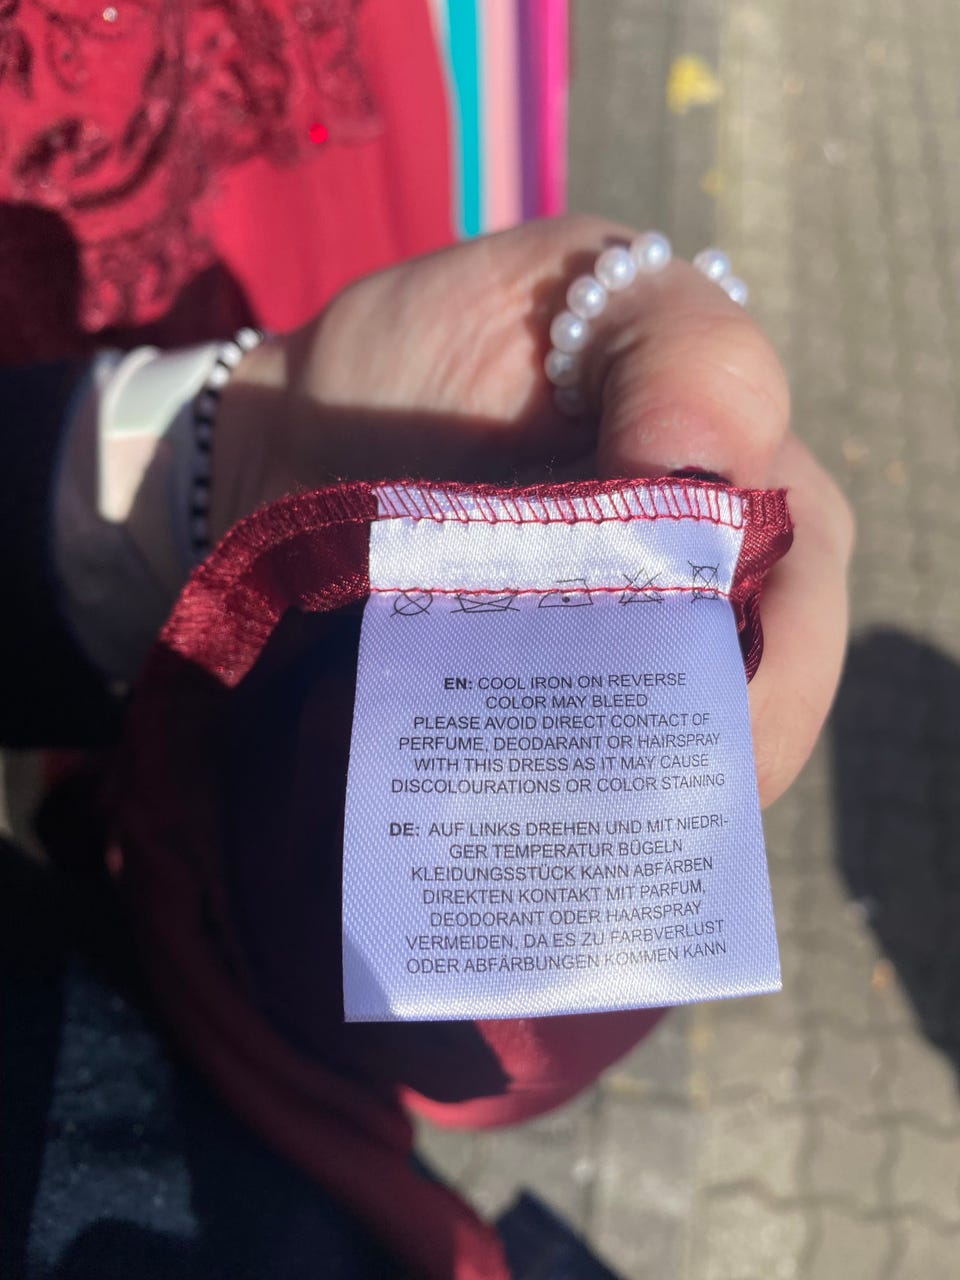 EN: COOL IRON ON REVERSE
COLOR MAY BLEED
PLEASE AVOID DIRECT CONTACT OF
PERFUME, DEODARANT OR HAIRSPRAY
WITH THIS DRESS AS IT MAY CAUSE
DISCOLOURATIONS OR COLOR STAINING
DE: AUF LINKS DREHEN UND MIT NIEDRI-
GER TEMPERATUR BÜGELN
KLEIDUNGSSTÜCK KANN ABFÄRBEN
DIREKTEN KONTAKT MIT PARFUM,
DEODORANT ODER HAARSPRAY
VERMEIDEN, DA ES ZU FARBVERLUST
ODER ABFÄRBUNGEN KOMMEN KANN